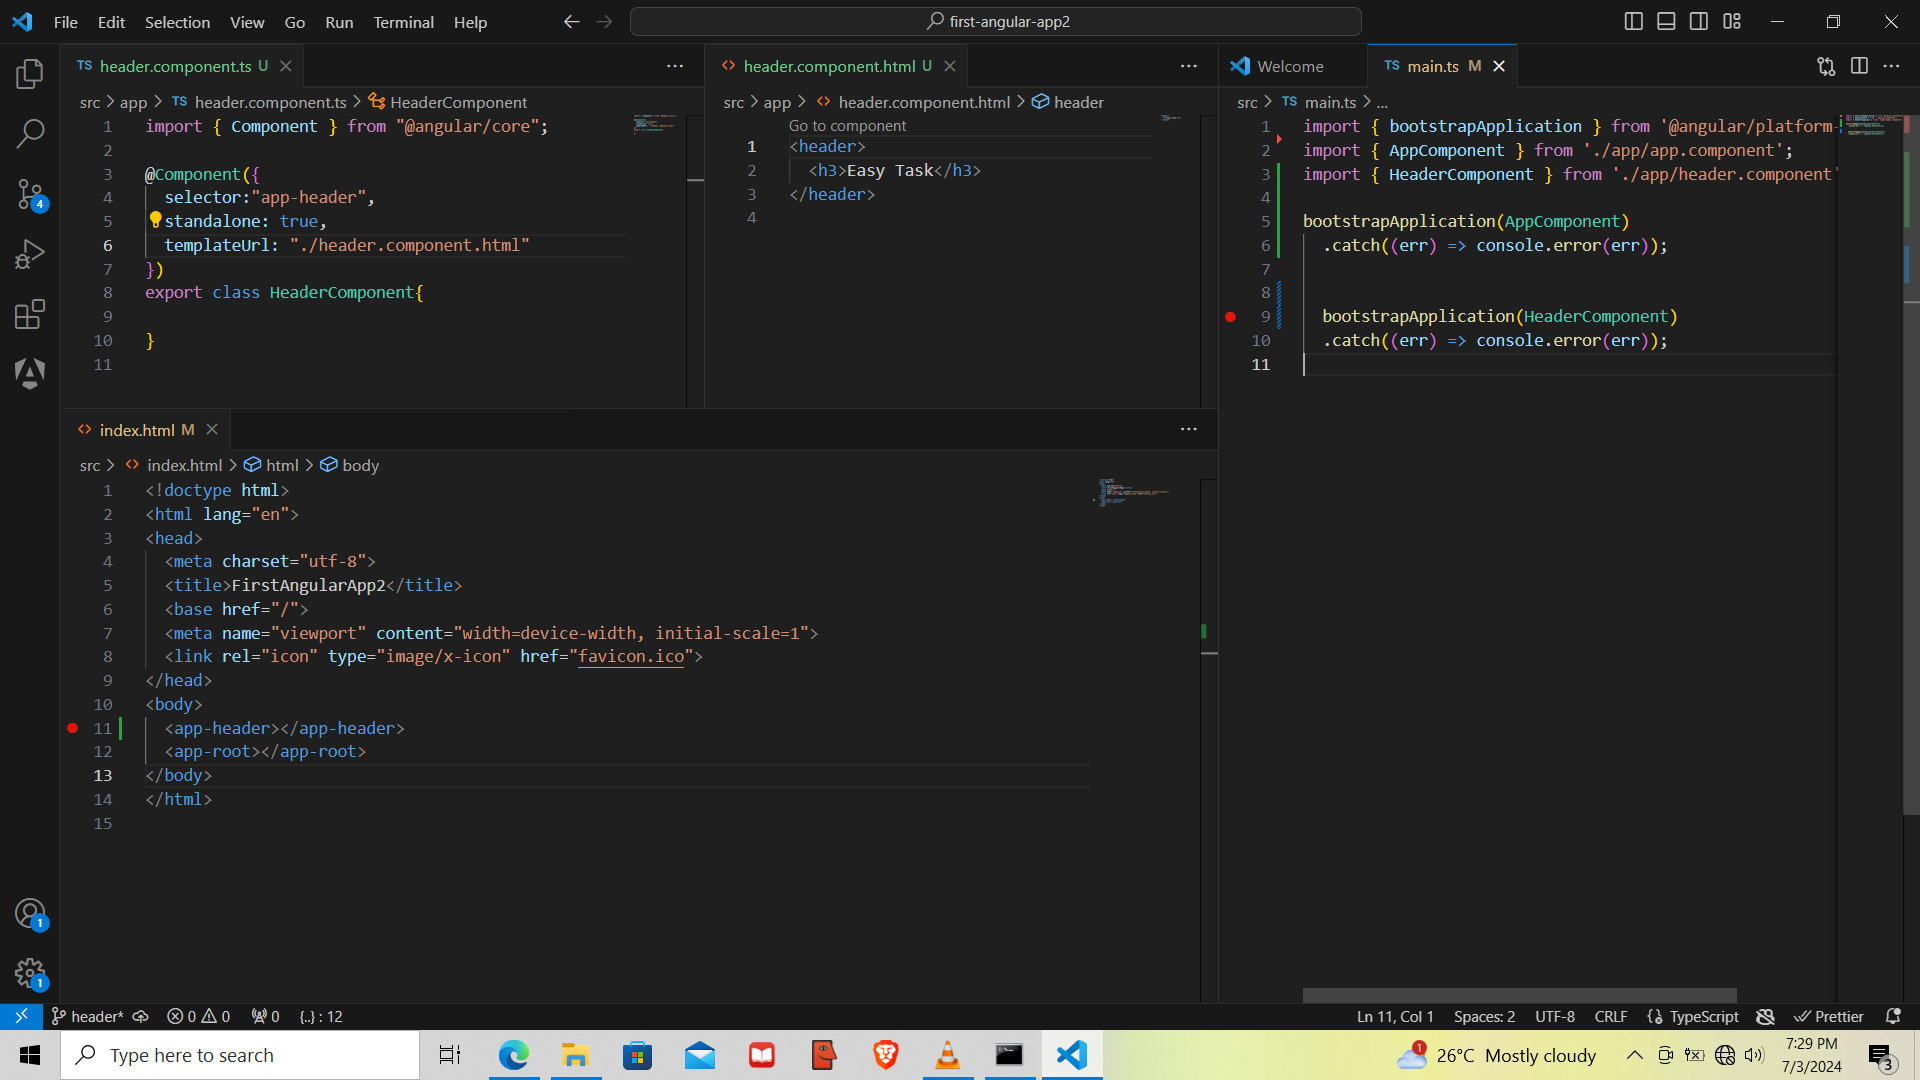 File Edit Selection View Go Run Terminal Help
first-angular-app2
TS header.component.ts U
src > app > TS header.component.ts > HeaderComponent
1 import { Component } from "@angular/core";
2
3 @Component({
4 selector:"app-header",
5 standalone: true,
6 templateUrl: "./header.component.html"
7 })
8 export class HeaderComponent{
9
10 }
11
<> header.component.html U
src > app > <> header.component.html > header
Go to component
1 <header>
2 <h3>Easy Task</h3>
3 </header>
4
Welcome
TS main.ts M
src > TS main.ts > ...
1 import { bootstrapApplication } from '@angular/platform-
2 import { AppComponent } from './app/app.component';
3 import { HeaderComponent } from './app/header.component'
4
5 bootstrapApplication(AppComponent)
6 .catch((err) => console.error(err));
7
8
9 bootstrapApplication(HeaderComponent)
10 .catch((err) => console.error(err));
11
<> index.html M
src > <> index.html > html > body
1 <!doctype html>
2 <html lang="en">
3 <head>
4 <meta charset="utf-8">
5 <title>FirstAngularApp2</title>
6 <base href="/">
7 <meta name="viewport" content="width=device-width, initial-scale=1">
8 <link rel="icon" type="image/x-icon" href="favicon.ico">
9 </head>
10 <body>
11 <app-header></app-header>
12 <app-root></app-root>
13 </body>
14 </html>
15
4
1
1
header* 0 0 0 {..} : 12
Ln 11, Col 1 Spaces: 2 UTF-8 CRLF TypeScript Prettier
Type here to search
1 26°C Mostly cloudy
7:29 PM
7/3/2024
3